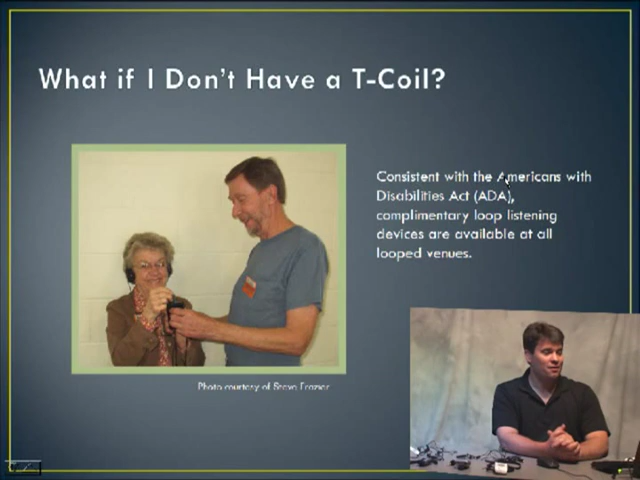 What if I Don't Have a T-Coil?
Consistent with the Americans with
Disabilities Act (ADA),
complimentary loop listening
devices are available at all
looped venues.
Photo courtesy of Steve Frazier